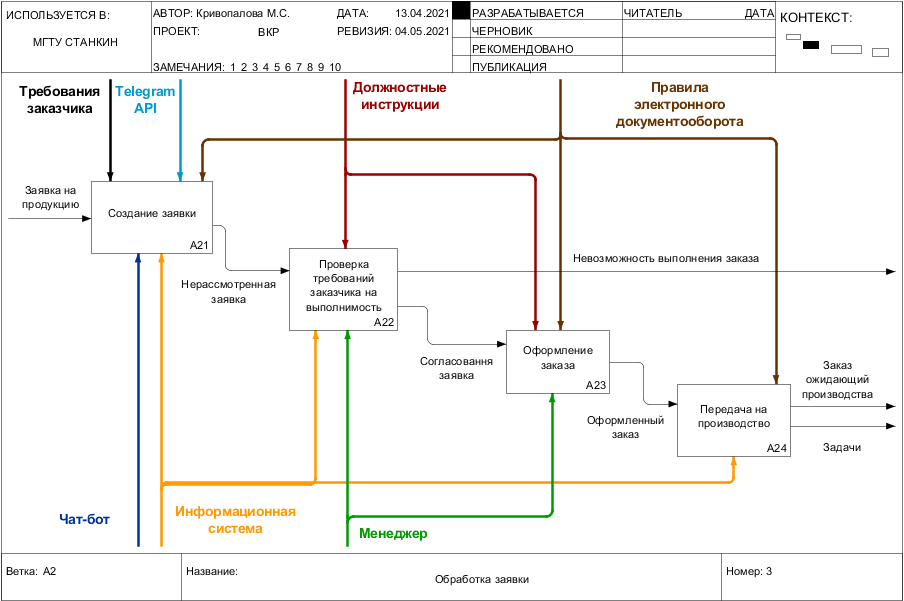 ИСПОЛЬЗУЕТСЯ В:
МГТУ СТАНКИН
АВТОР: Кривопалова М.С.
ДАТА: 13.04.2021
ПРОЕКТ: ВКР
РЕВИЗИЯ: 04.05.2021
ЗАМЕЧАНИЯ: 1 2 3 4 5 6 7 8 9 10
РАЗРАБАТЫВАЕТСЯ
ЧЕРНОВИК
РЕКОМЕНДОВАНО
ПУБЛИКАЦИЯ
ЧИТАТЕЛЬ
ДАТА
КОНТЕКСТ:
Требования
заказчика
Telegram
API
Должностные
инструкции
Правила
электронного
документооборота
Заявка на
продукцию
Создание заявки
A21
Нерассмотренная
заявка
Проверка
требований
заказчика на
выполнимость
A22
Невозможность выполнения заказа
Согласовання
заявка
Оформление
заказа
A23
Оформленный
заказ
Передача на
производство
A24
Заказ
ожидающий
производства
Задачи
Чат-бот
Информационная
система
Менеджер
Ветка: A2
Название:
Обработка заявки
Номер: 3